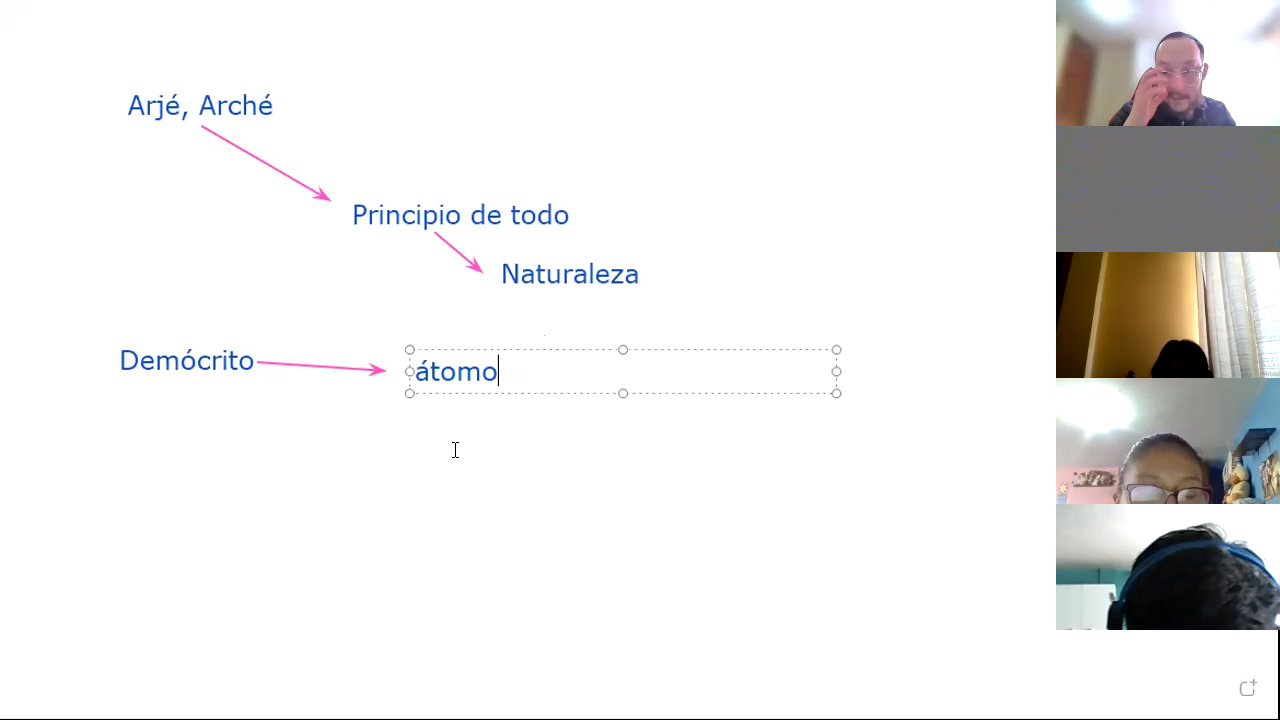 Arjé, Arché
Principio de todo
Naturaleza
Demócrito
átomo